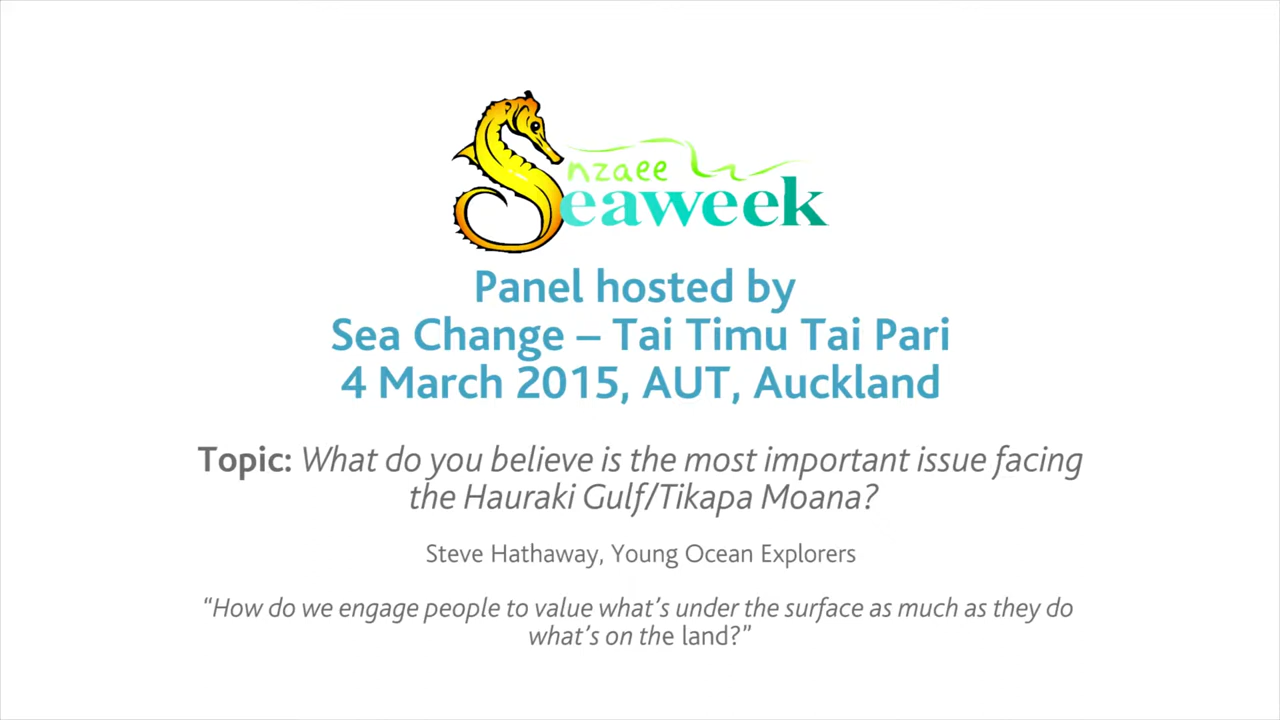 nzaee
Seaweek
Panel hosted by
Sea Change – Tai Timu Tai Pari
4 March 2015, AUT, Auckland
Topic: What do you believe is the most important issue facing
the Hauraki Gulf/Tikapa Moana?
Steve Hathaway, Young Ocean Explorers
“How do we engage people to value what’s under the surface as much as they do
what’s on the land?”